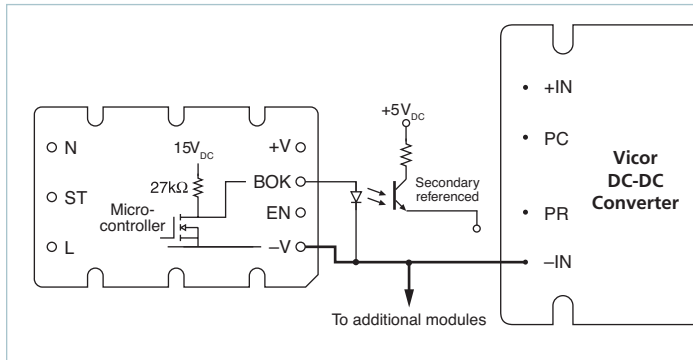 N
ST
L
15V DC
27kΩ
Micro-
controller
+V
BOK
EN
–V
+5V DC
Secondary
referenced
To additional modules
+IN
PC
PR
–IN
Vicor
DC-DC
Converter